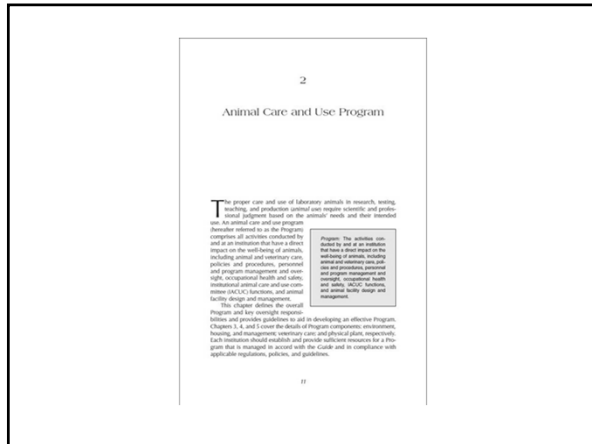 2
Animal Care and Use Program
The proper care and use of laboratory animals in research, testing,
teaching, and production (animal use) require scientific and profes-
sional judgment based on the animals' needs and their intended
use. An animal care and use program
(hereafter referred to as the Program)
comprises all activities conducted by
and at an institution that have a direct
impact on the well-being of animals,
including animal and veterinary care,
policies and procedures, personnel
and program management and over-
sight, occupational health and safety,
institutional animal care and use com-
mittee (IACUC) functions, and animal
facility design and management.
Program: The activities con-
ducted by and at an institution
that have a direct impact on the
well-being of animals, including
animal and veterinary care, poli-
cies and procedures, personnel
and program management and
oversight, occupational health
and safety, IACUC functions,
and animal facility design and
management.
This chapter defines the overall
Program and key oversight responsi-
bilities and provides guidelines to aid in developing an effective Program.
Chapters 3, 4, and 5 cover the details of Program components: environment,
housing, and management; veterinary care; and physical plant, respectively.
Each institution should establish and provide sufficient resources for a Pro-
gram that is managed in accord with the Guide and in compliance with
applicable regulations, policies, and guidelines.
11